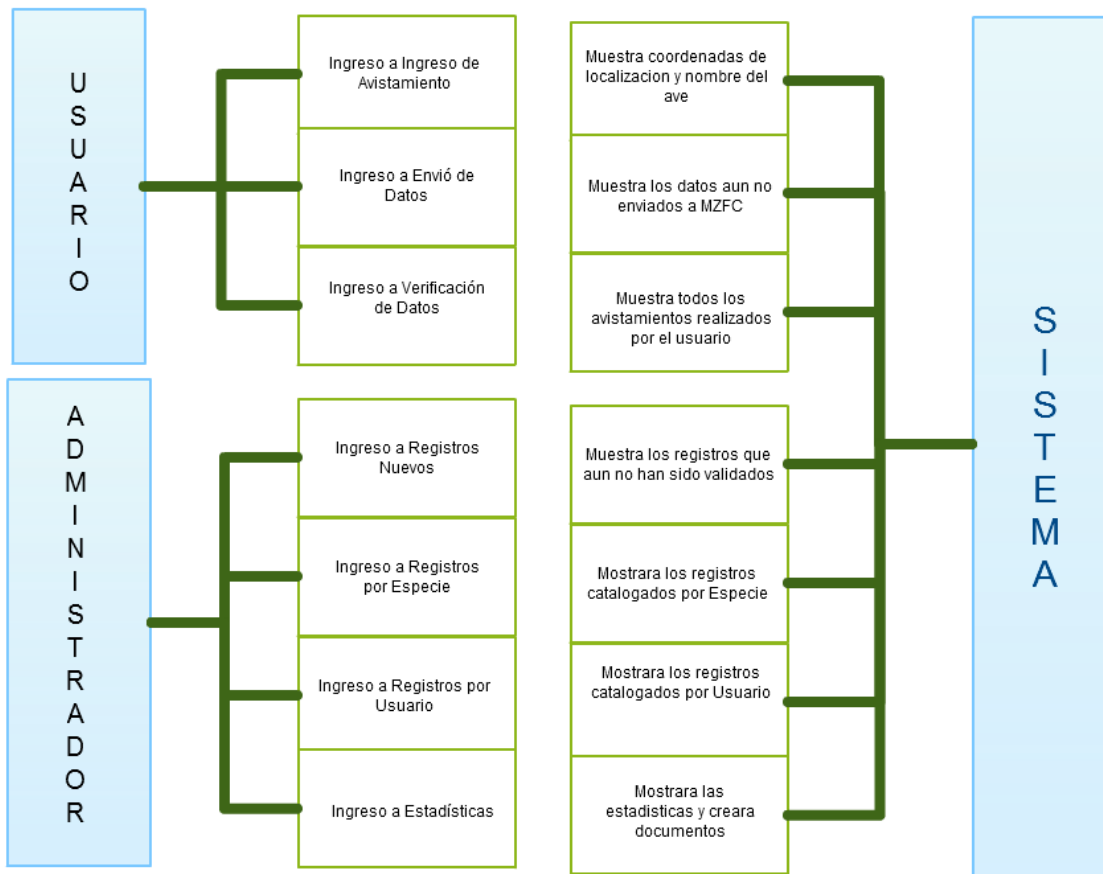 USUARIO
Ingreso a Ingreso de
Avistamiento
Ingreso a Envió de
Datos
Ingreso a Verificación
de Datos
ADMINISTRADOR
Ingreso a Registros
Nuevos
Ingreso a Registros
por Especie
Ingreso a Registros por
Usuario
Ingreso a Estadísticas
Muestra coordenadas de
localizacion y nombre del
ave
Muestra los datos aun no
enviados a MZFC
Muestra todos los
avistamientos realizados
por el usuario
Muestra los registros que
aun no han sido validados
Mostrara los registros
catalogados por Especie
Mostrara los registros
catalogados por Usuario
Mostrara las
estadisticas y creara
documentos
SISTEMA